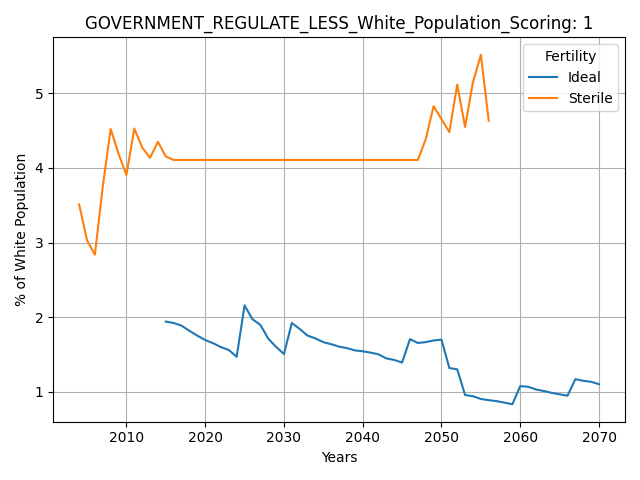 GOVERNMENT_REGULATE_LESS_White_Population_Scoring: 1
Fertility
Ideal
Sterile
% of White Population
5
4
3
2
1
2010 2020 2030 2040 2050 2060 2070
Years